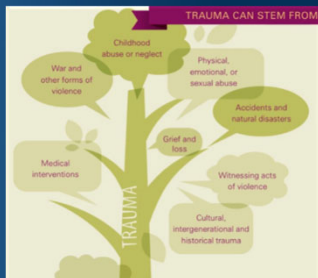 TRAUMA CAN STEM FROM
Childhood
abuse or neglect
War and
other forms of
violence
Physical,
emotional, or
sexual abuse
Accidents and
natural disasters
Grief and
loss
Medical
interventions
Witnessing acts
of violence
Cultural,
intergenerational and
historical trauma
TRAUMA